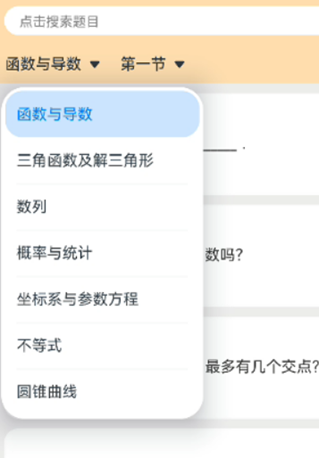 点击搜索题目
函数与导数 ▼ 第一节 ▼
函数与导数
三角函数及解三角形
____ .
数列
概率与统计
数吗?
坐标系与参数方程
不等式
最多有几个交点?
圆锥曲线